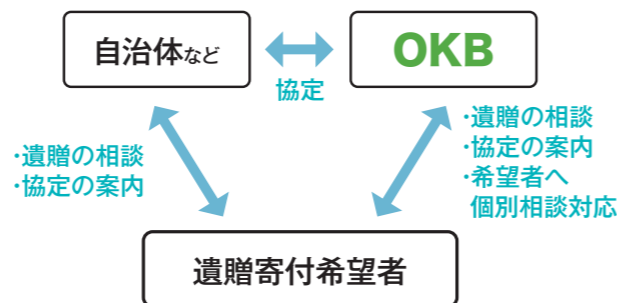 自治体など
OKB
協定
・遺贈の相談
・協定の案内
・遺贈の相談
・協定の案内
・希望者へ
個別相談対応
遺贈寄付希望者